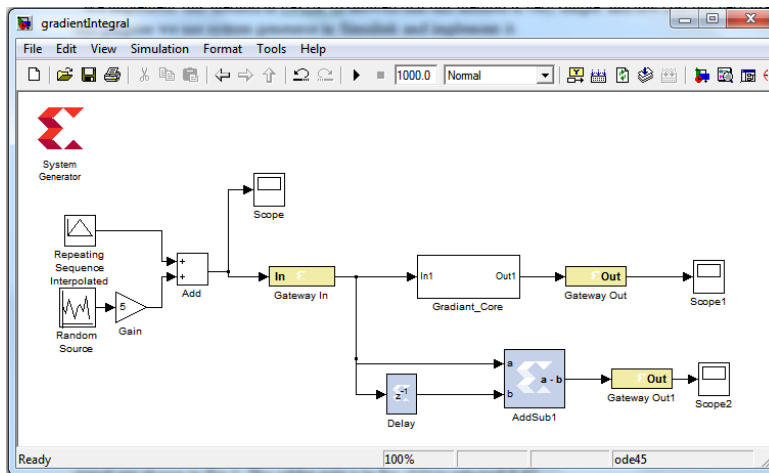 gradientIntegral
File Edit View Simulation Format Tools Help
1000.0 Normal
System
Generator
Scope
Repeating
Sequence
Interpolated
Add
In
Gateway In
In1 Out1
Gradiant_Core
Out
Gateway Out
Scope1
Random
Source
5
Gain
z-1
Delay
a
b
a - b
AddSub1
Out
Gateway Out1
Scope2
Ready 100% ode45